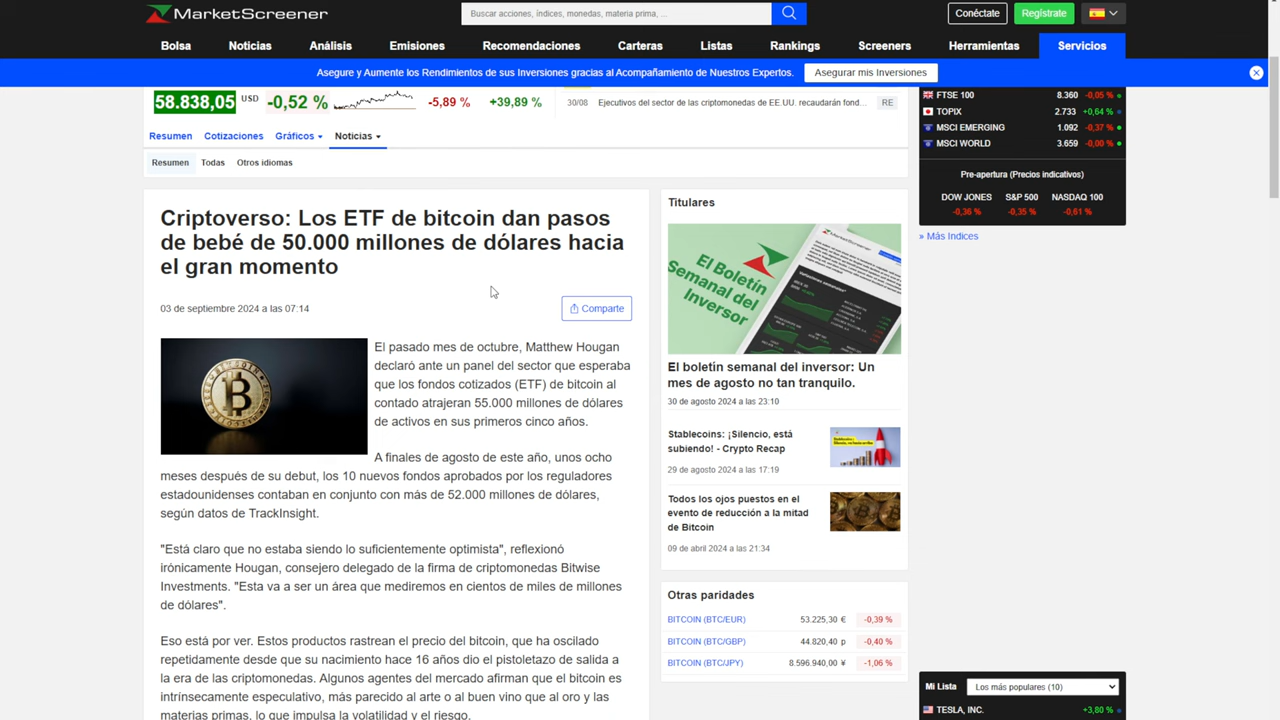 MarketScreener
Buscar acciones, índices, monedas, materia prima, ...
Conéctate
Regístrate
Bolsa Noticias Análisis Emisiones Recomendaciones Carteras Listas Rankings Screeners Herramientas Servicios
Asegure y Aumente los Rendimientos de sus Inversiones gracias al Acompañamiento de Nuestros Expertos.
Asegurar mis Inversiones
58.838,05 USD -0,52 % -5,89 % +39,89 %
30/08 Ejecutivos del sector de las criptomonedas de EE.UU. recaudarán fond... RE
Resumen Cotizaciones Gráficos Noticias
Resumen Todas Otros idiomas
Criptoverso: Los ETF de bitcoin dan pasos
de bebé de 50.000 millones de dólares hacia
el gran momento
03 de septiembre 2024 a las 07:14
Comparte
El pasado mes de octubre, Matthew Hougan
declaró ante un panel del sector que esperaba
que los fondos cotizados (ETF) de bitcoin al
contado atrajeran 55.000 millones de dólares
de activos en sus primeros cinco años.
A finales de agosto de este año, unos ocho
meses después de su debut, los 10 nuevos fondos aprobados por los reguladores
estadounidenses contaban en conjunto con más de 52.000 millones de dólares,
según datos de TrackInsight.
"Está claro que no estaba siendo lo suficientemente optimista", reflexionó
irónicamente Hougan, consejero delegado de la firma de criptomonedas Bitwise
Investments. "Esta va a ser un área que mediremos en cientos de miles de millones
de dólares".
Eso está por ver. Estos productos rastrean el precio del bitcoin, que ha oscilado
repetidamente desde que su nacimiento hace 16 años dio el pistoletazo de salida a
la era de las criptomonedas. Algunos agentes del mercado afirman que el bitcoin es
intrínsecamente especulativo, más parecido al arte o al buen vino que al oro y las
materias primas, lo que impulsa la volatilidad y el riesgo.
Titulares
MarketScreener
El Boletín
Semanal del
Inversor
El boletín semanal del inversor: Un
mes de agosto no tan tranquilo.
30 de agosto 2024 a las 23:10
Stablecoins: ¡Silencio, está
subiendo! - Crypto Recap
29 de agosto 2024 a las 17:19
Todos los ojos puestos en el
evento de reducción a la mitad
de Bitcoin
09 de abril 2024 a las 21:34
Otras paridades
BITCOIN (BTC/EUR) 53.225,30 € -0,39 %
BITCOIN (BTC/GBP) 44.820,40 p -0,40 %
BITCOIN (BTC/JPY) 8.596.940,00 ¥ -1,06 %
FTSE 100 8.360 -0,05 %
TOPIX 2.733 +0,64 %
MSCI EMERGING 1.092 -0,37 %
MSCI WORLD 3.659 -0,00 %
Pre-apertura (Precios indicativos)
DOW JONES S&P 500 NASDAQ 100
-0,36 % -0,35 % -0,61 %
» Más Indices
Mi Lista Los más populares (10)
TESLA, INC. +3,80 %